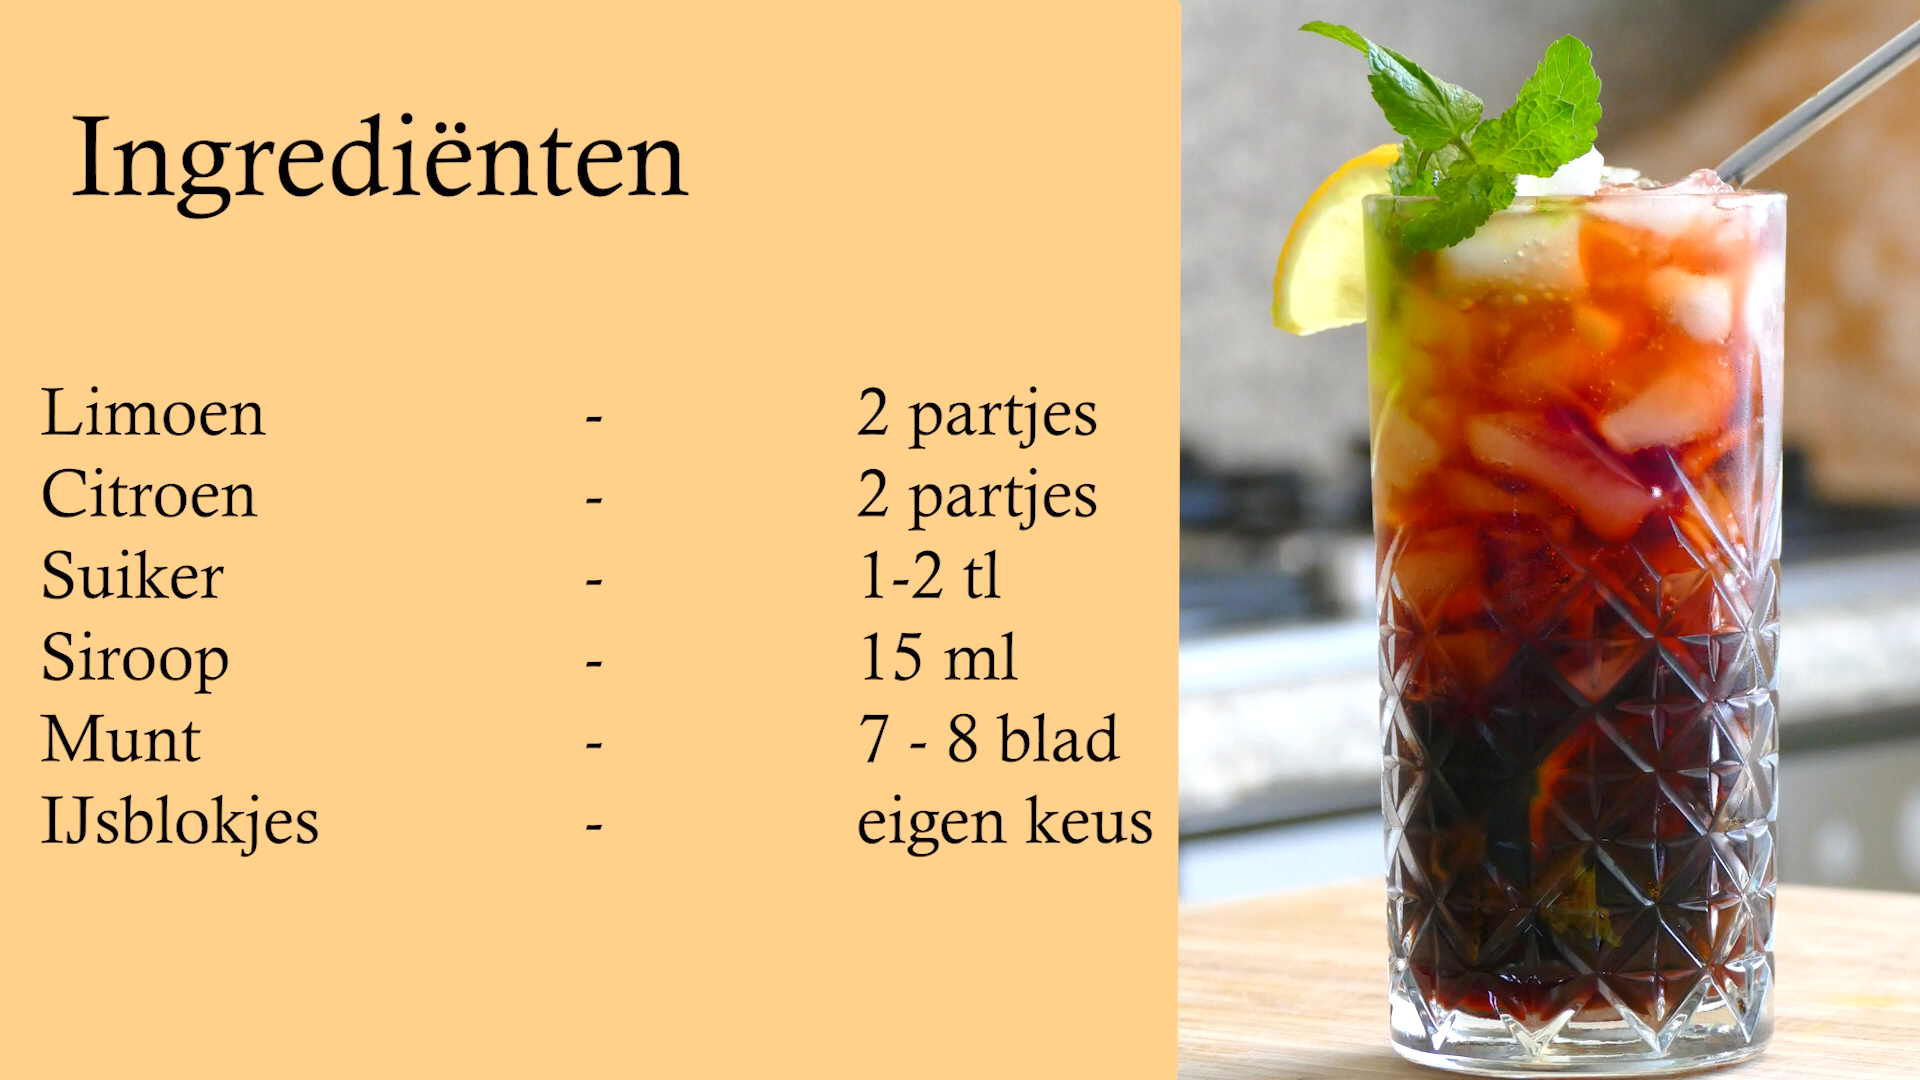 Ingrediënten
Limoen - 2 partjes
Citroen - 2 partjes
Suiker - 1-2 tl
Siroop - 15 ml
Munt - 7 - 8 blad
IJsblokjes - eigen keus